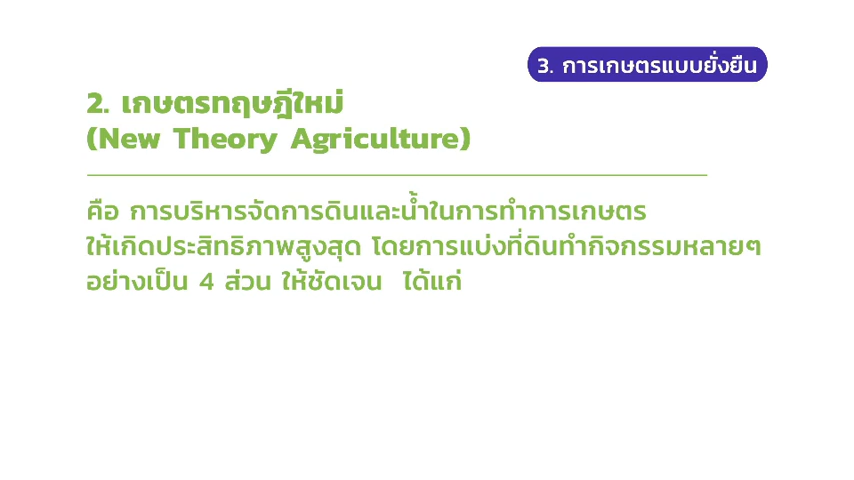 3. การเกษตรแบบยั่งยืน
2. เกษตรทฤษฎีใหม่
(New Theory Agriculture)
คือ การบริหารจัดการดินและน้ำในการทำการเกษตร
ให้เกิดประสิทธิภาพสูงสุด โดยการแบ่งที่ดินทำกิจกรรมหลายๆ
อย่างเป็น 4 ส่วน ให้ชัดเจน ได้แก่